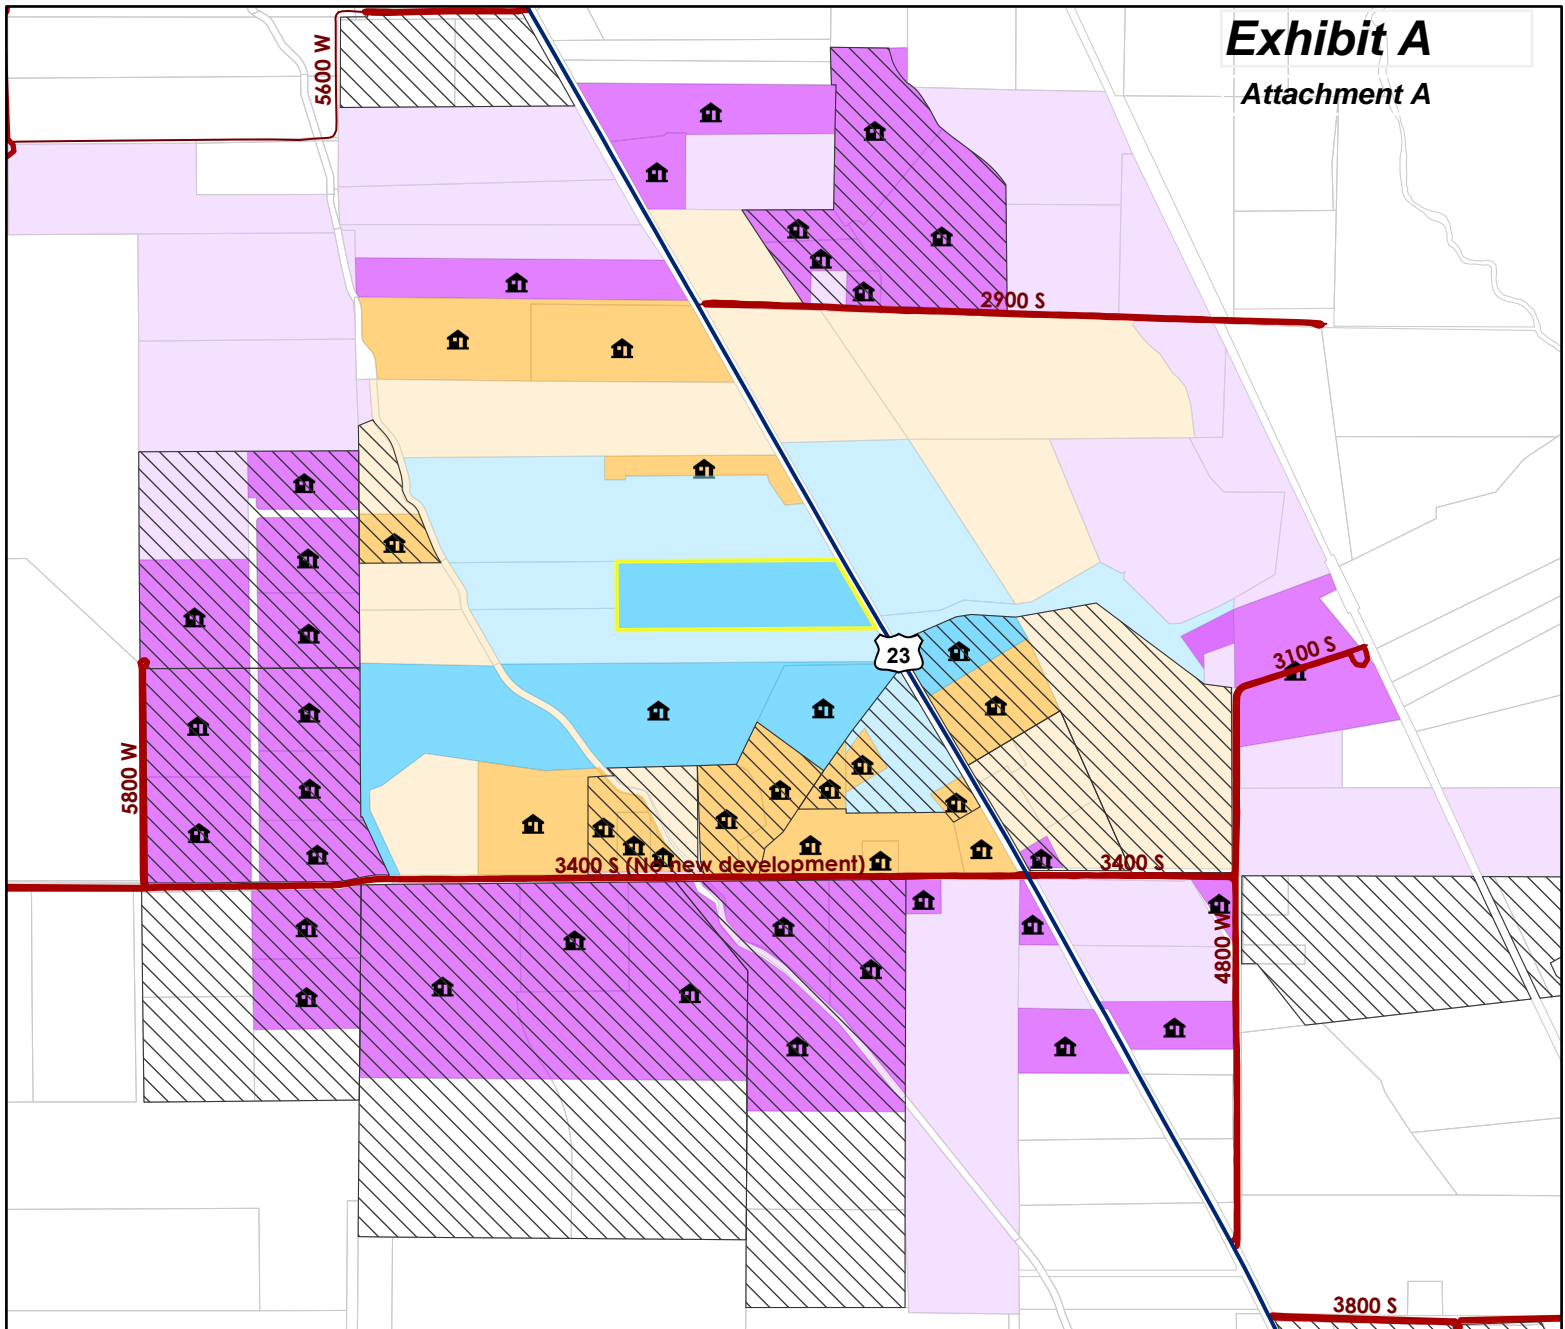 Exhibit A
Attachment A
5600 W
2900 S
23
3100 S
5800 W
3400 S (No new development)
3400 S
4800 W
3800 S